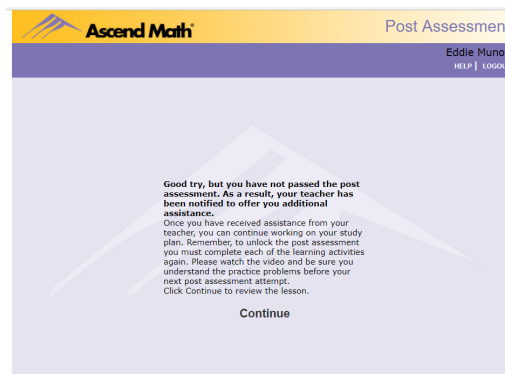 Ascend Math®
Post Assessmen
Eddie Muno
HELP | LOGOU
Good try, but you have not passed the post
assessment. As a result, your teacher has
been notified to offer you additional
assistance.
Once you have received assistance from your
teacher, you can continue working on your study
plan. Remember, to unlock the post assessment
you must complete each of the learning activities
again. Please watch the video and be sure you
understand the practice problems before your
next post assessment attempt.
Click Continue to review the lesson.
Continue